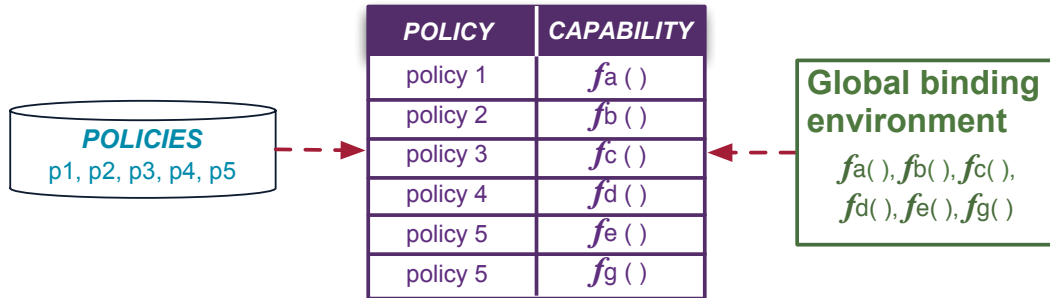 POLICIES
p1, p2, p3, p4, p5
POLICY CAPABILITY
policy 1 fa ( )
policy 2 fb ( )
policy 3 fc ( )
policy 4 fd ( )
policy 5 fe ( )
policy 5 fg ( )
Global binding
environment
fa( ), fb( ), fc( ),
fd( ), fe( ), fg( )